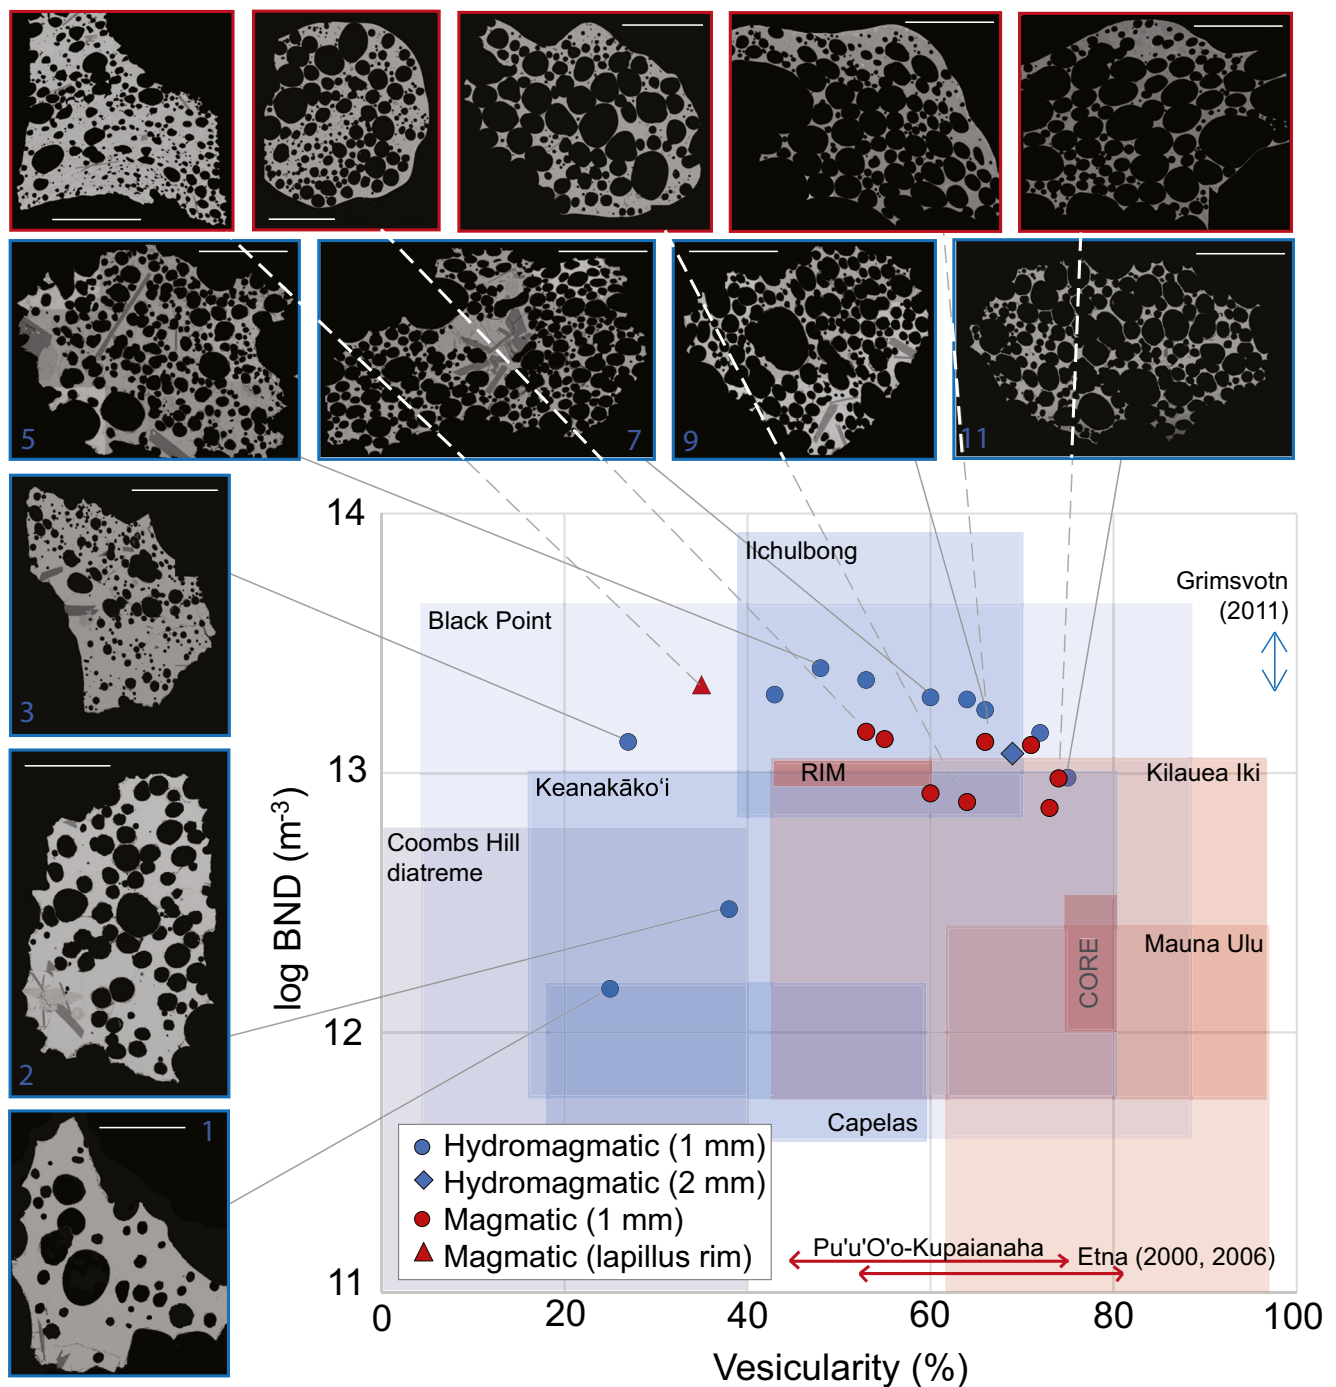 5
7
9
11
3
2
1
14
13
12
11
log BND (m-3)
0
20
40
60
80
100
Vesicularity (%)
Ilchulbong
Black Point
Grimsvotn
(2011)
RIM
Kilauea Iki
Keanakāko‘i
Coombs Hill
diatreme
CORE
Mauna Ulu
Capelas
Hydromagmatic (1 mm)
Hydromagmatic (2 mm)
Magmatic (1 mm)
Magmatic (lapillus rim)
Pu'u'O'o-Kupaianaha
Etna (2000, 2006)